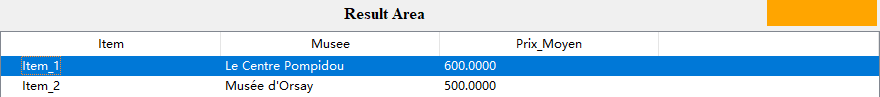 Result Area
Item Musee Prix_Moyen
Item_1 Le Centre Pompidou 600.0000
Item_2 Musée d'Orsay 500.0000